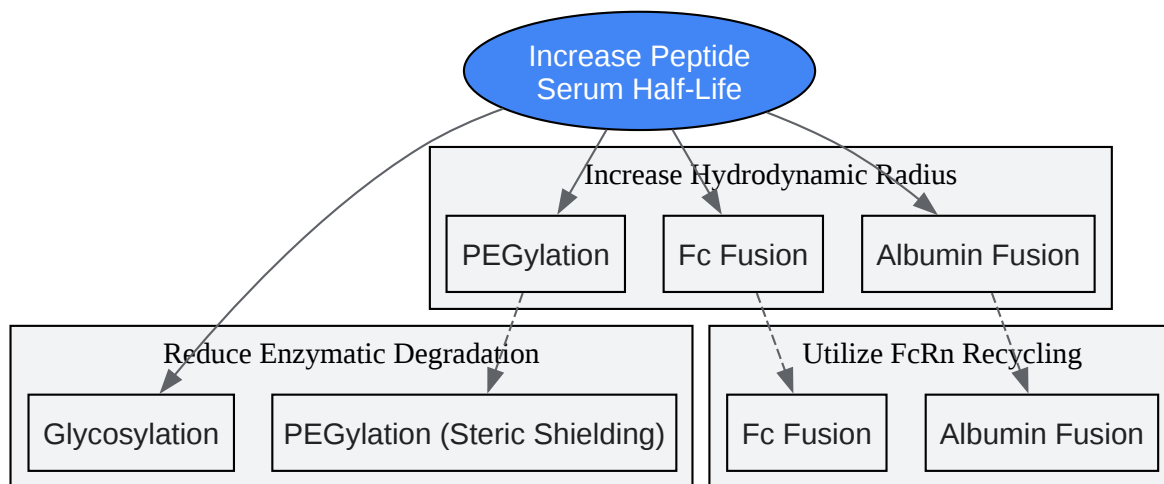 Increase Peptide
Serum Half-Life
Increase Hydrodynamic Radius
PEGylation
Fc Fusion
Albumin Fusion
Reduce Enzymatic Degradation
Glycosylation
PEGylation (Steric Shielding)
Utilize FcRn Recycling
Fc Fusion
Albumin Fusion